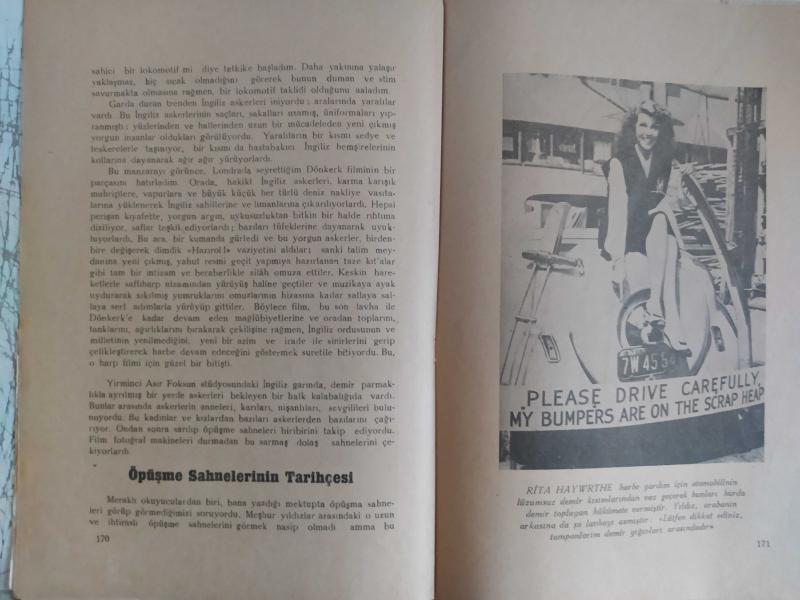 sahici bir lokomotif mi diye tetkike başladım. Daha yakınına yalaşır
yaklaşmaz, hiç sıcak olmadığını görerek bunun duman ve stim
savurmakta olmasına rağmen, bir lokomotif taklidi olduğunu anladım.
Garda duran trenden İngiliz askerleri iniyordu; aralarında yaralılar
vardı. Bu İngiliz askerlerinin saçları, sakalları uzamış, üniformaları yıp-
ranmıştı; yüzlerinden ve hallerinden uzun bir mücadeleden yeni çıkmış
yorgun insanlar oldukları görülüyordu. Yaralıların bir kısmı sedye ve
teskerelerle taşınıyor, bir kısmı da hastabakıcı İngiliz hemşirelerinin
kollarına dayanarak ağır ağır yürüyorlardı.
Bu manzarayı görünce, Londrada seyrettiğim Dönkerk filminin bir
parçasını hatırladım. Orada, hakikî İngiliz askerleri, karma karışık
muhriplere, vapurlara ve büyük küçük her türlü deniz nakliye vasıta-
larına yüklenerek İngiliz sahillerine ve limanlarına çıkarılıyorlardı. Hepsi
perişan kıyafette, yorgun argın, uykusuzluktan bitkin bir halde rıhtıma
diziliyor, saflar teşkil ediyorlardı; bazıları tüfeklerine dayanarak uyuk-
luyorlardı. Bu ara, bir kumanda gürledi ve bu yorgun askerler, birden-
bire değişerek dimdik «Hazırol!» vaziyetini aldılar; sanki talim mey-
danına yeni çıkmış, yahut resmi geçit yapmıya hazırlanan taze kıt'alar
gibi tam bir intizam ve beraberlikle silâh omuza ettiler. Keskin hare-
ketlerle saffıharp nizamından yürüyüş haline geçtiler ve muzikaya ayak
uydurarak sıkılmış yumruklarını omuzlarının hizasına kadar sallaya sal-
laya sert adımlarla yürüyüp gittiler. Böylece film, bu son lavha ile
Dönkerk'e kadar devam eden mağlûbiyetlerine ve oradan toplarını,
tanklarını, ağırlıklarını bırakarak çekilişine rağmen, İngiliz ordusunun ve
milletinin yenilmediğini, yeni bir azim ve irade ile sinirlerini gerip
çelikleştirerek harbe devam edeceğini göstermek suretile bitiyordu. Bu,
o harp filmi için güzel bir bitişti.
Yirminci Asır Foksun stüdyosundaki İngiliz garında, demir parmak-
lıkla ayrılmış bir yerde askerleri bekleyen bir halk kalabalığıda vardı.
Bunlar arasında askerlerin anneleri, karıları, nişanlıları, sevgilileri bulu-
nuyordu. Bu kadınlar ve kızlardan bazıları askerlerden bazılarını çağı-
rıyor. Ondan sonra sarılıp öpüşme sahneleri biribirini takip ediyordu.
Film fotoğraf makineleri durmadan bu sarmaş dolaş sahnelerini çe-
kiyorlardı.
Öpüşme Sahnelerinin Tarihçesi
Meraklı okuyuculardan biri, bana yazdığı mektupta öpüşma sahne-
leri görüp görmediğimizi soruyordu. Meşhur yıldızlar arasındaki o uzun
ve ihtiraslı öpüşme sahnelerini görmek nasip olmadı amma bu
170
7W 45 54
PLEASE DRIVE CAREFULLY
MY BUMPERS ARE ON THE SCRAP HEAP
RİTA HAYWRTHE harbe yardım için otomobilinin
lüzumsuz demir kısımlarından vaz geçerek bunları hurda
demir toplayan hükûmete vermiştir. Yıldız, arabanın
arkasına da şu lavhayı asmıştır: «Lûtfen dikkat ediniz,
tamponlarım demir yığınları arasındadır»
171